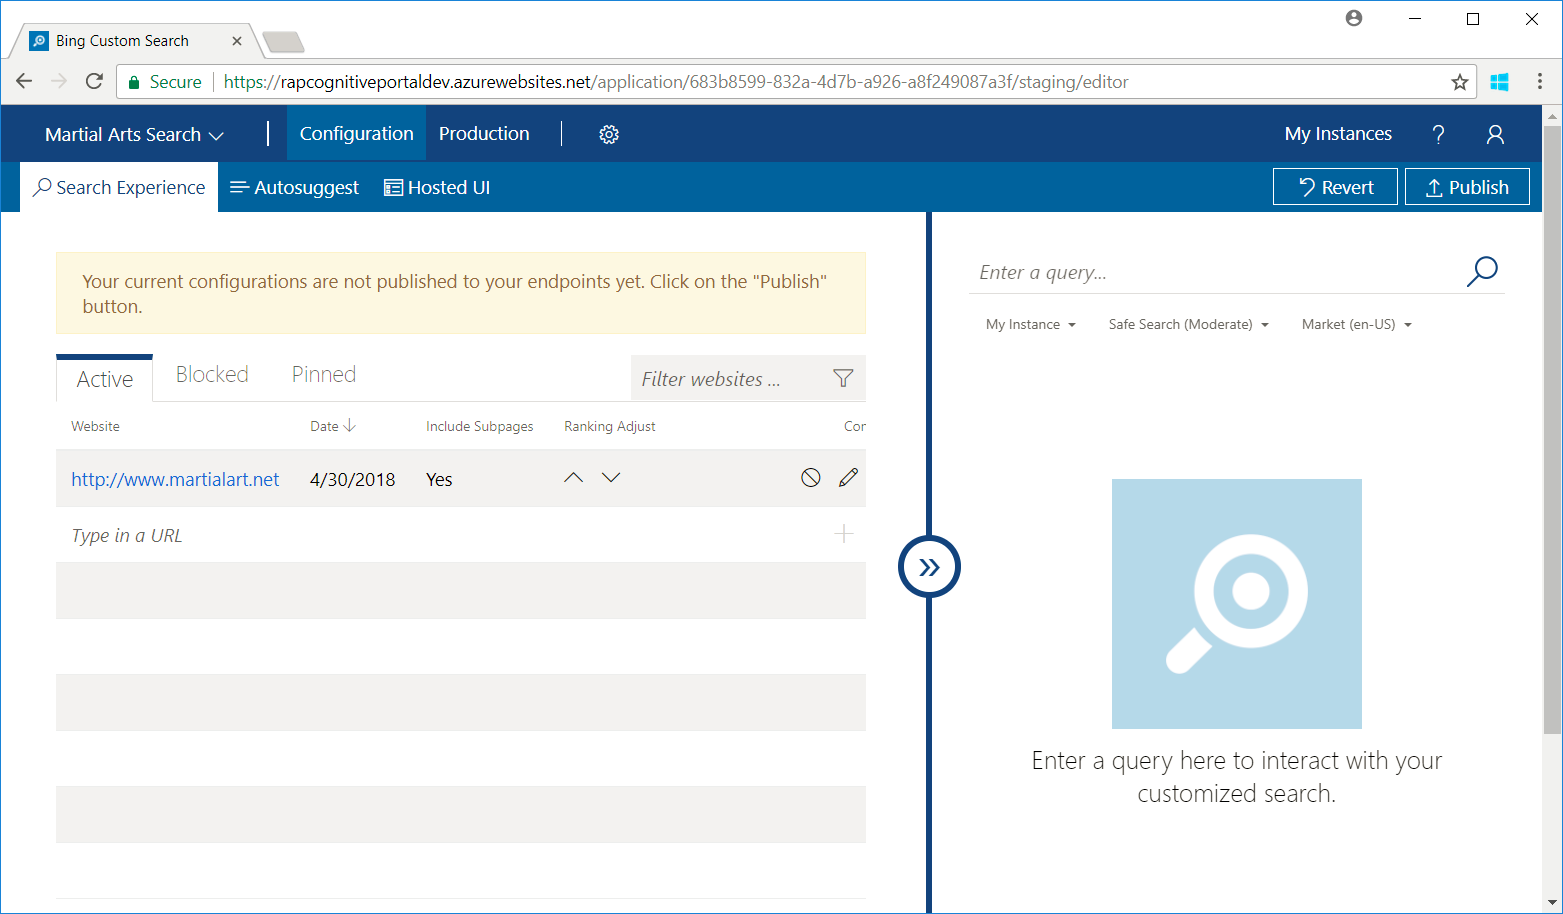 Bing Custom Search
Secure
https://rapcognitiveportaldev.azurewebsites.net/application/683b8599-832a-4d7b-a926-a8f249087a3f/staging/editor
Martial Arts Search
Configuration
Production
My Instances
?
Search Experience
Autosuggest
Hosted UI
Revert
Publish
Your current configurations are not published to your endpoints yet. Click on the "Publish"
button.
Active
Blocked
Pinned
Filter websites ...
Website
Date
Include Subpages
Ranking Adjust
Con
http://www.martialart.net
4/30/2018
Yes
Type in a URL
Enter a query...
My Instance
Safe Search (Moderate)
Market (en-US)
Enter a query here to interact with your
customized search.